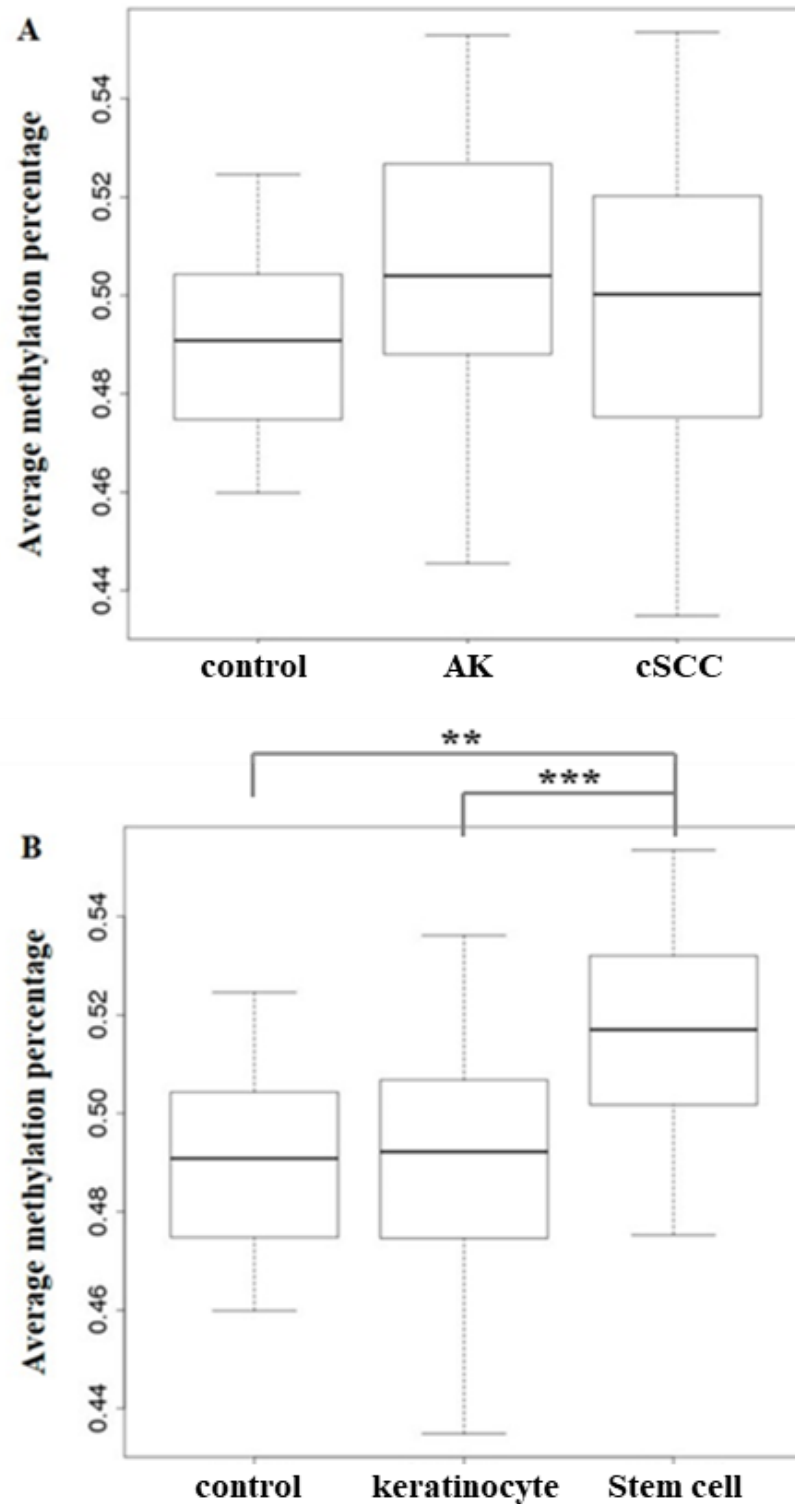 A
Average methylation percentage
0.54
0.52
0.50
0.48
0.46
0.44
control AK cSCC
**
***
B
Average methylation percentage
0.54
0.52
0.50
0.48
0.46
0.44
control keratinocyte Stem cell